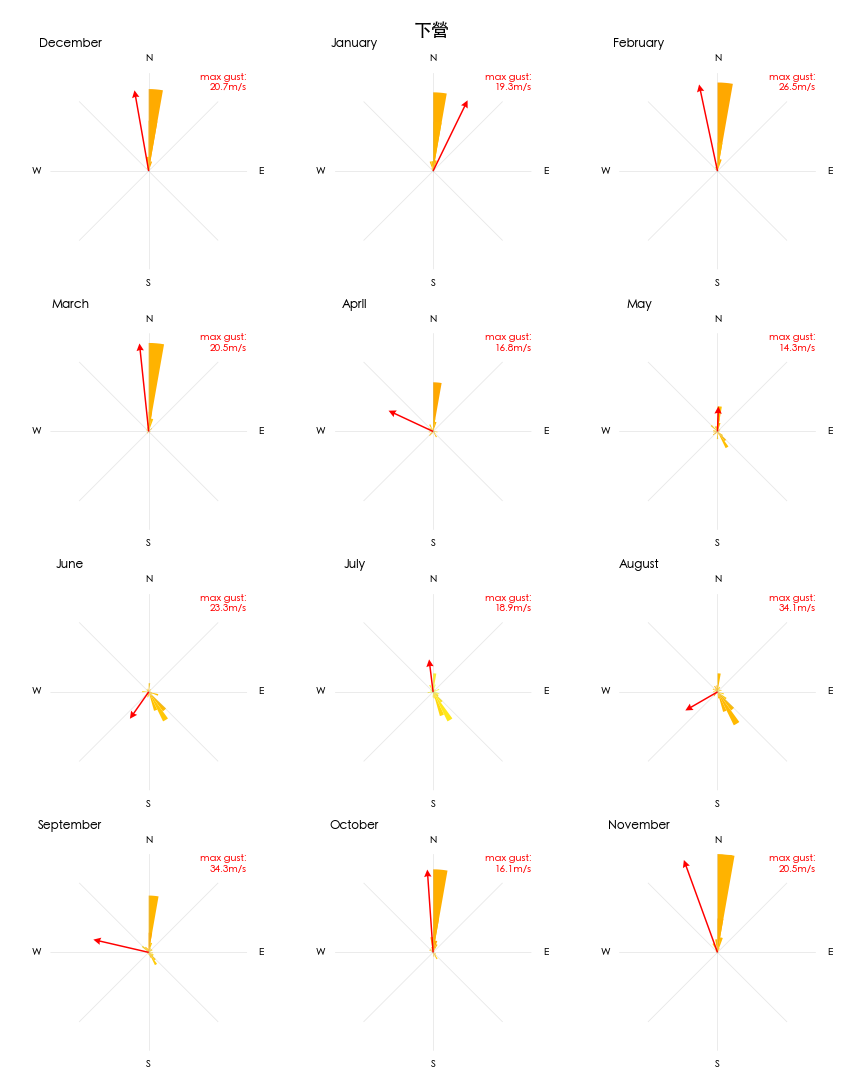 下營
December
N
max gust:
20.7m/s
W
E
S
January
N
max gust:
19.3m/s
W
E
S
February
N
max gust:
26.5m/s
W
E
S
March
N
max gust:
20.5m/s
W
E
S
April
N
max gust:
16.8m/s
W
E
S
May
N
max gust:
14.3m/s
W
E
S
June
N
max gust:
23.3m/s
W
E
S
July
N
max gust:
18.9m/s
W
E
S
August
N
max gust:
34.1m/s
W
E
S
September
N
max gust:
34.3m/s
W
E
S
October
N
max gust:
16.1m/s
W
E
S
November
N
max gust:
20.5m/s
W
E
S